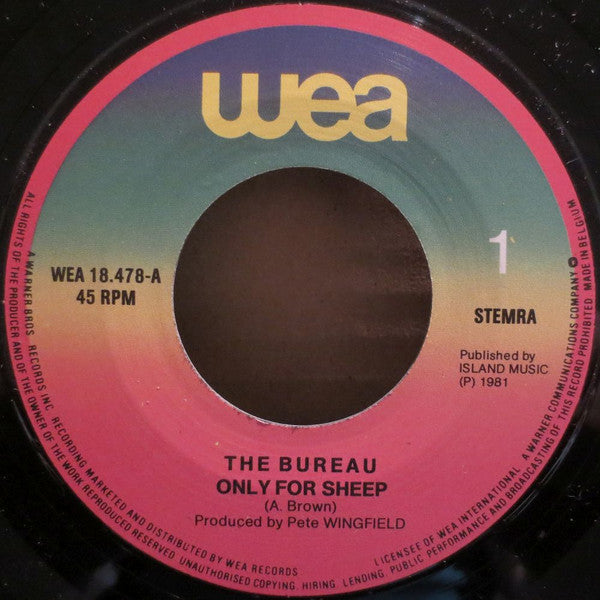 wea
1
WEA 18.478-A
45 RPM
STEMRA
Published by
ISLAND MUSIC
(P) 1981
THE BUREAU
ONLY FOR SHEEP
(A. Brown)
Produced by Pete WINGFIELD
ALL RIGHTS OF THE PRODUCER AND OF THE OWNER OF THE WORK REPRODUCED RESERVED. UNAUTHORISED COPYING, HIRING, LENDING, PUBLIC PERFORMANCE AND BROADCASTING OF THIS RECORD PROHIBITED. MADE IN BELGIUM
A WARNER BROS. RECORDS INC. RECORDING MARKETED AND DISTRIBUTED BY WEA RECORDS
LICENSEE OF WEA INTERNATIONAL A WARNER COMMUNICATIONS COMPANY